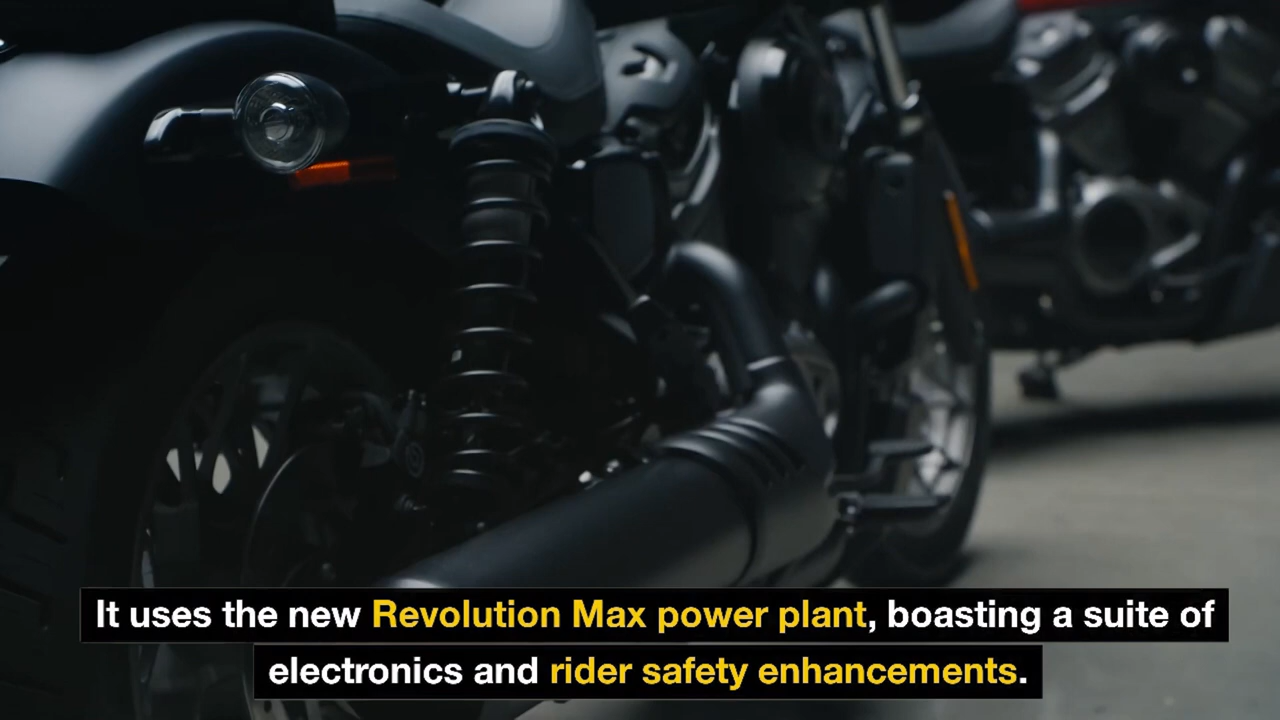 It uses the new Revolution Max power plant, boasting a suite of
electronics and rider safety enhancements.